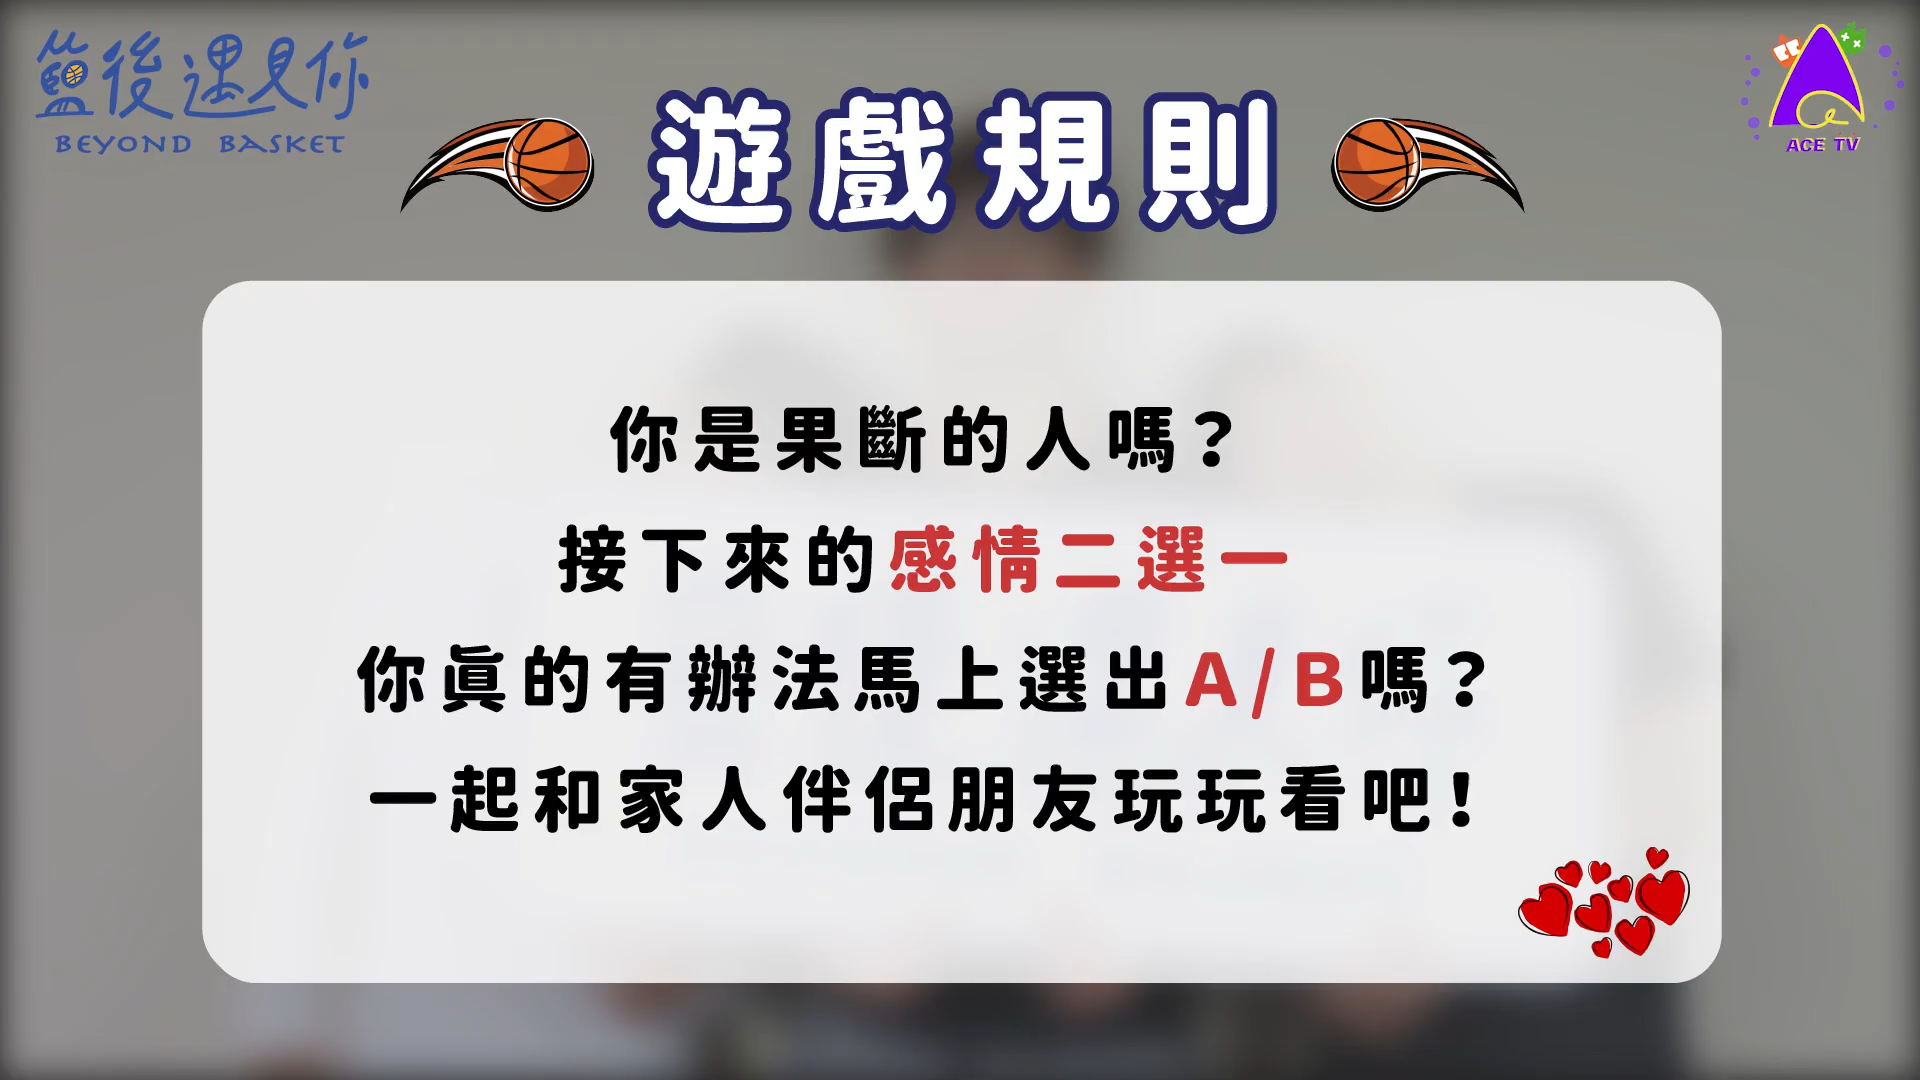 籃後遇見你
BEYOND BASKET
ACE TV
遊戲規則
你是果斷的人嗎？
接下來的感情二選一
你真的有辦法馬上選出A/B嗎？
一起和家人伴侶朋友玩玩看吧！